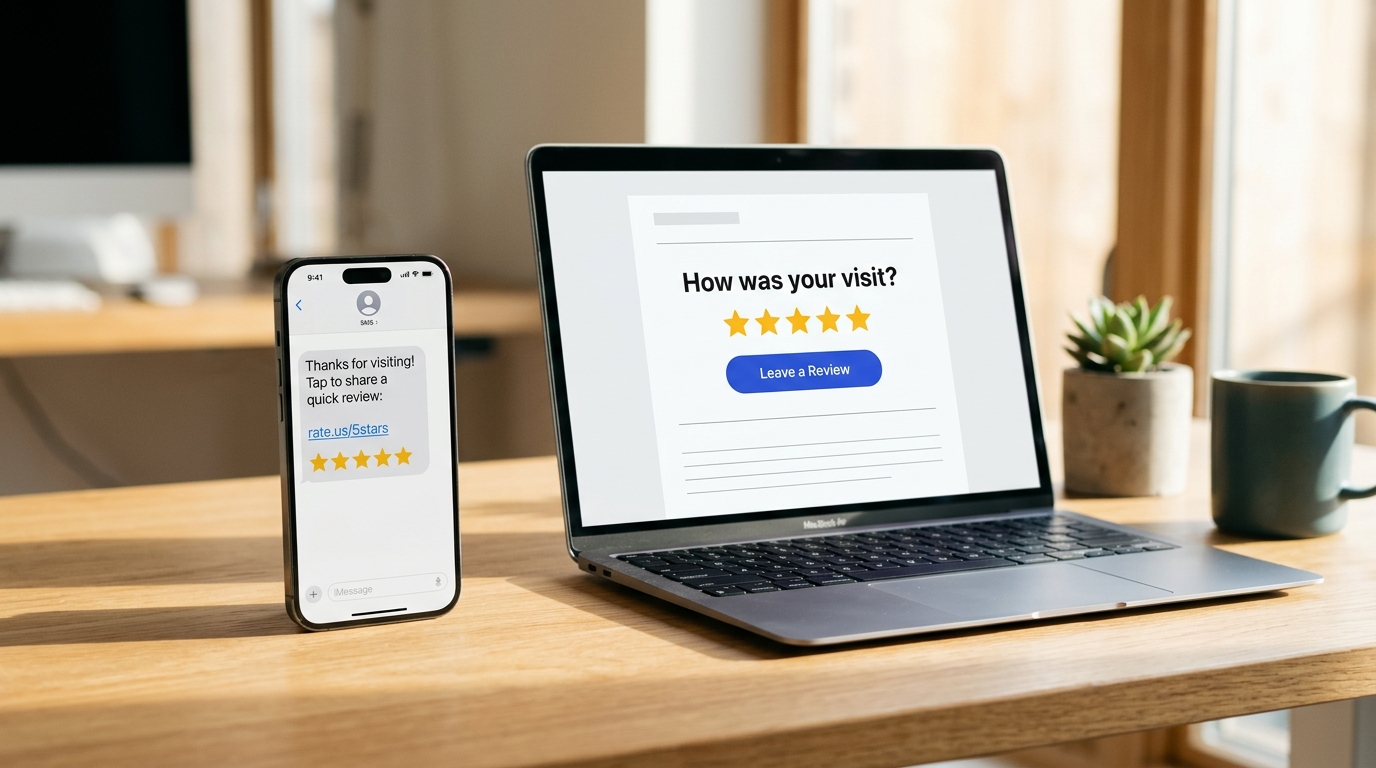 9:41
Thanks for visiting!
Tap to share a
quick review:
rate.us/5stars
iMessage
How was your visit?
Leave a Review